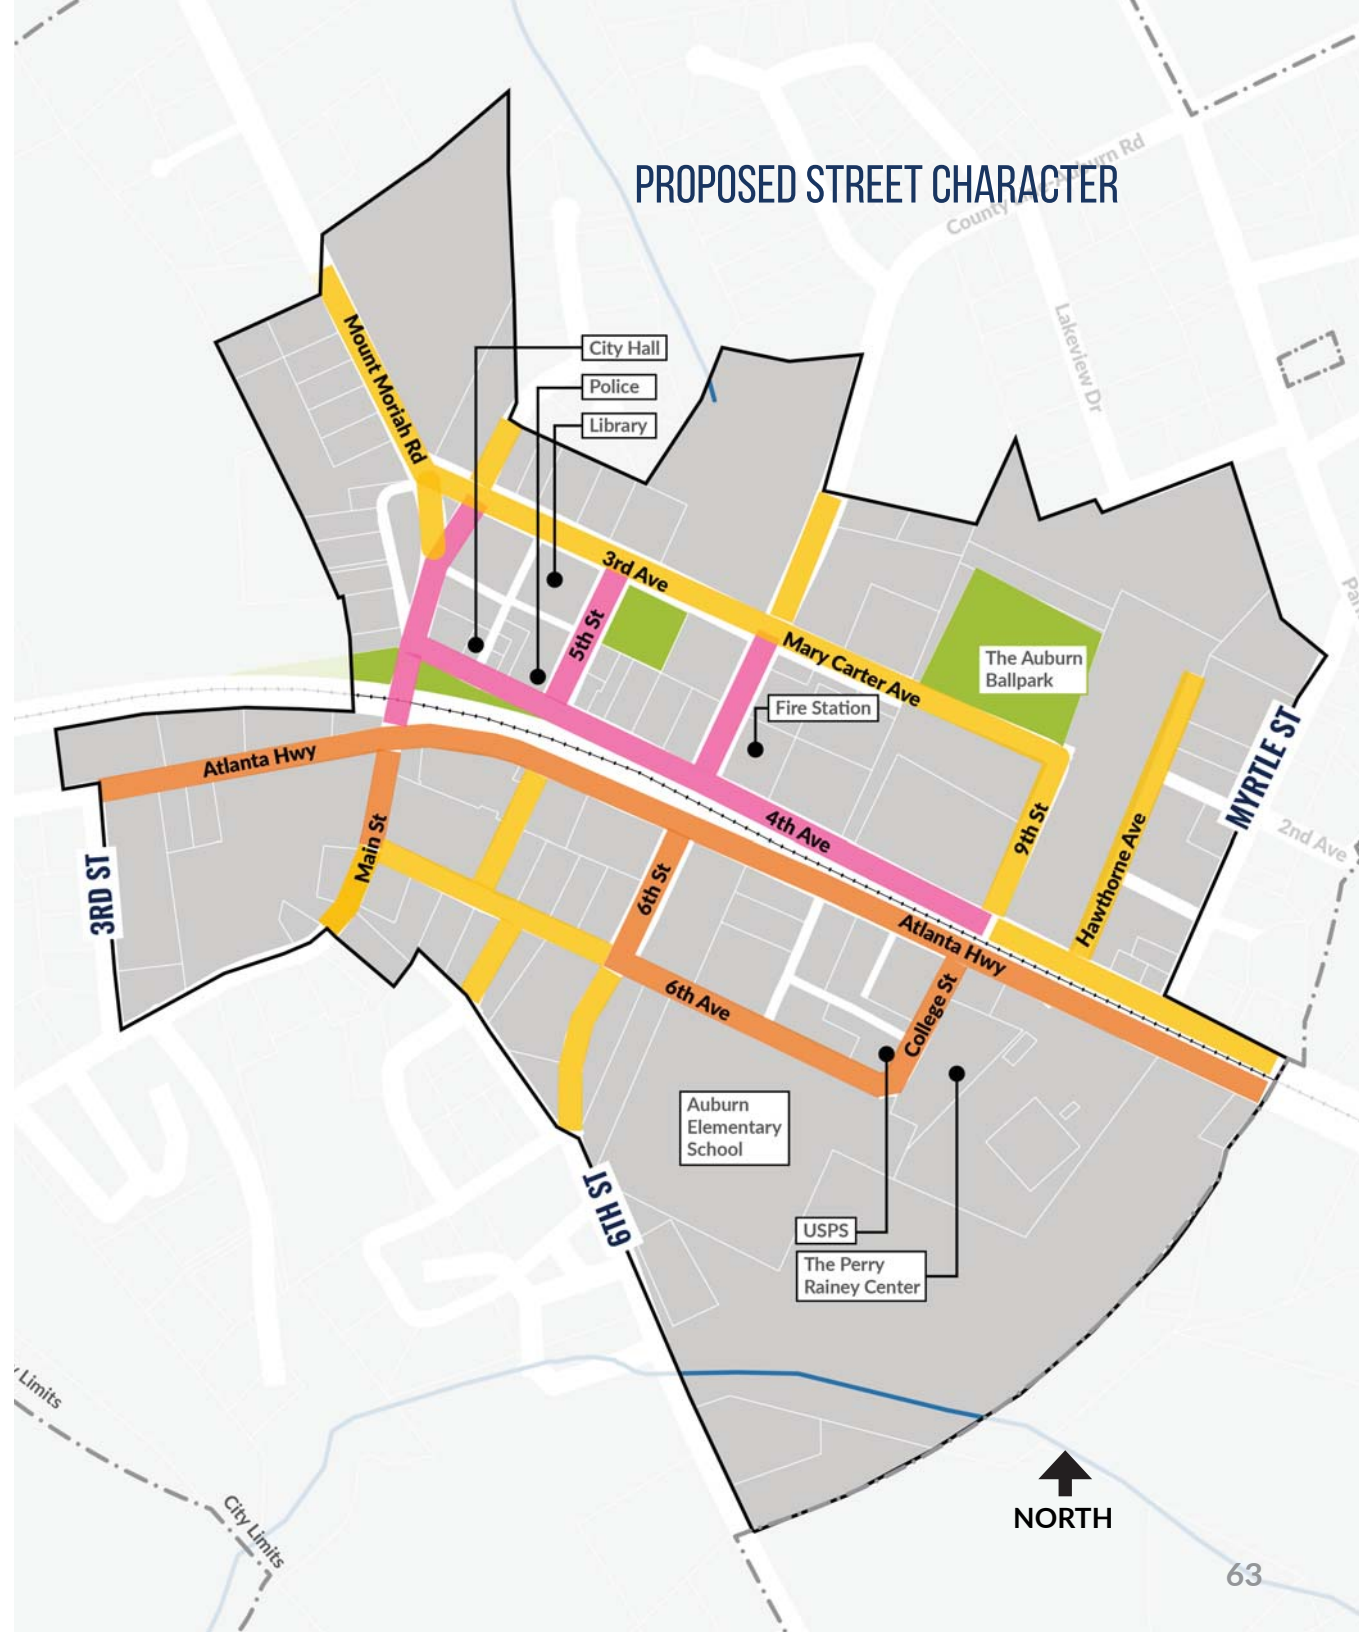 PROPOSED STREET CHARACTER
County Line-Auburn Rd
Lakeview Dr
Mount Moriah Rd
City Hall
Police
Library
3rd Ave
5th St
Mary Carter Ave
The Auburn
Ballpark
Fire Station
MYRTLE ST
Atlanta Hwy
4th Ave
9th St
Hawthorne Ave
2nd Ave
Main St
3RD ST
6th St
Atlanta Hwy
6th Ave
College St
Auburn
Elementary
School
6TH ST
USPS
The Perry
Rainey Center
Limits
City Limits
NORTH
63